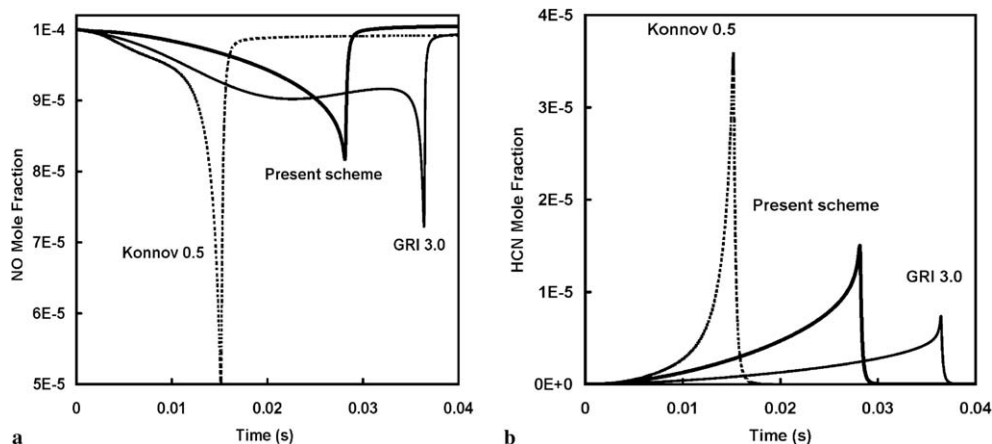 1E-4
9E-5
8E-5
7E-5
6E-5
5E-5
NO Mole Fraction
Konnov 0.5
Present scheme
GRI 3.0
0
0.01
0.02
0.03
0.04
Time (s)
a
4E-5
3E-5
2E-5
1E-5
0E+0
HCN Mole Fraction
Konnov 0.5
Present scheme
GRI 3.0
0
0.01
0.02
0.03
0.04
Time (s)
b